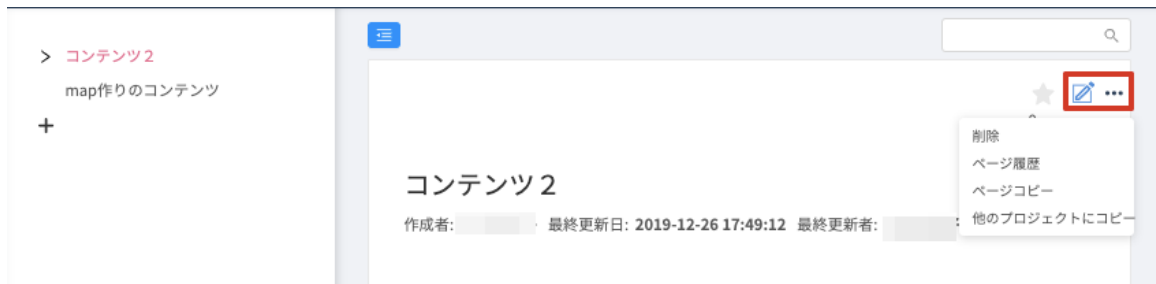 コンテンツ２
map作りのコンテンツ
コンテンツ２
作成者: 最終更新日: 2019-12-26 17:49:12 最終更新者:
削除
ページ履歴
ページコピー
他のプロジェクトにコピー